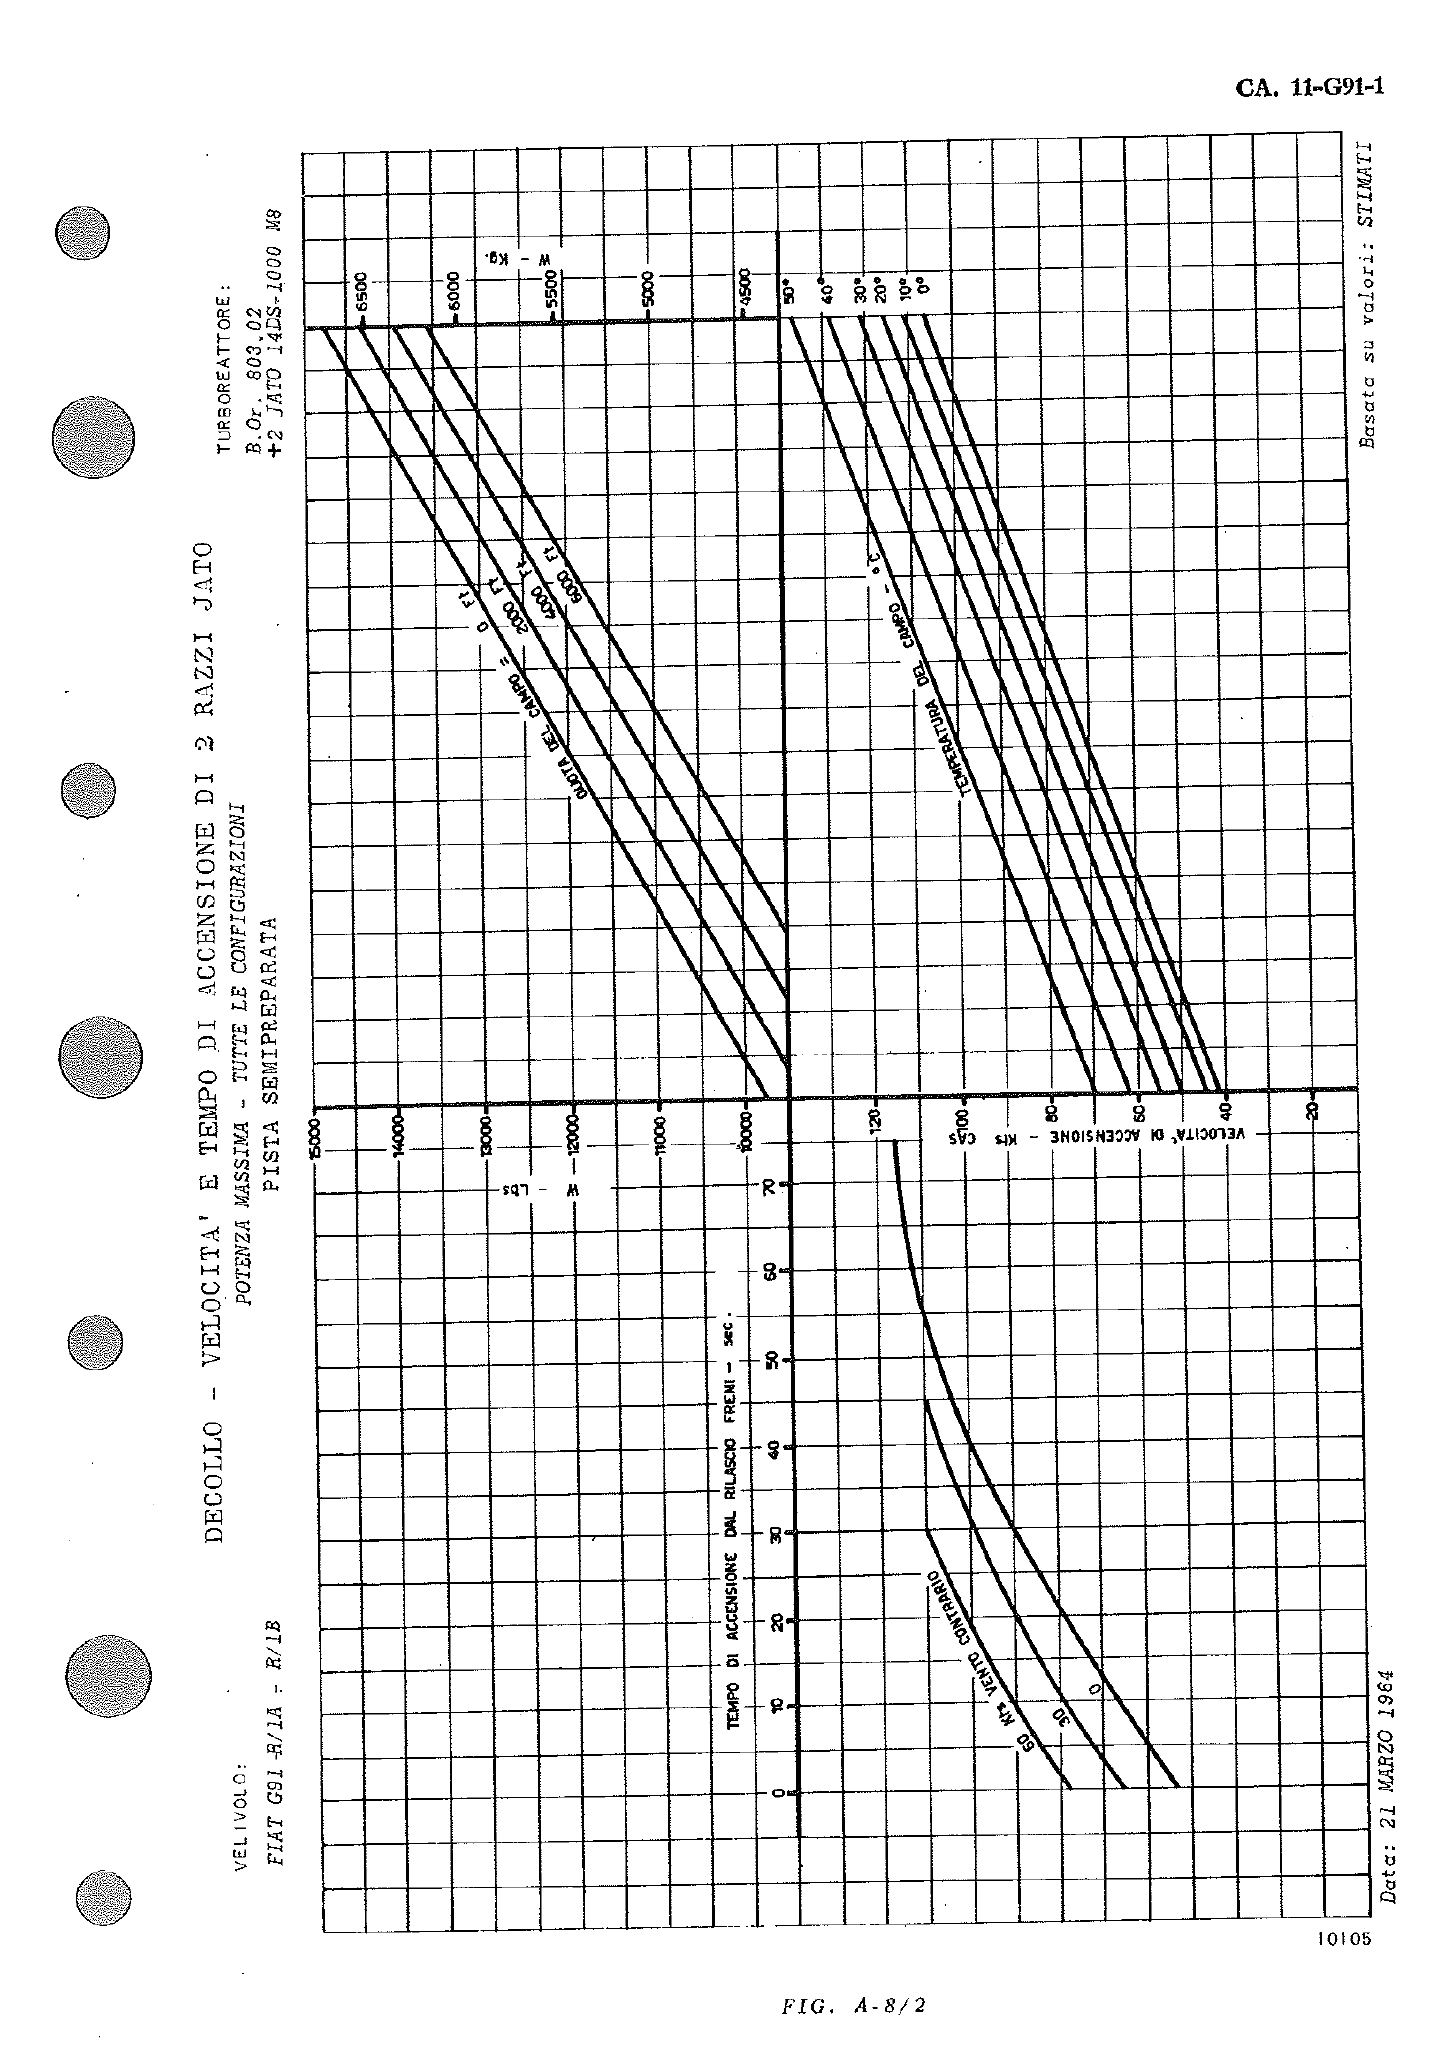 CA. 11-G91-1
DECOLLO - VELOCITA' E TEMPO DI ACCENSIONE DI 2 RAZZI JATO
POTENZA MASSIMA - TUTTE LE CONFIGURAZIONI
PISTA SEMIPREPARATA
VELIVOLO:
FIAT G91-R/1A - R/1B
TURBOREATTORE:
B.Or. 803.02
+2 JATO 14DS-1000 M8
15000
14000
13000
12000
11000
10000
W - Lbs
6500
6000
5500
5000
4500
W - Kg.
QUOTA DEL CAMPO = 0 Ft
2000 Ft
4000 Ft.
6000 Ft
TEMPO DI ACCENSIONE DAL RILASCIO FRENI - sec.
0
10
20
30
40
50
60
70
120
100
80
60
40
20
VELOCITA' DI ACCENSIONE - Kts CAS
TEMPERATURA DEL CAMPO - °C
50°
40°
30°
20°
10°
0°
60 Kts VENTO CONTRARIO
30
0
Data: 21 MARZO 1964
Basata su valori: STIMATI
10105
FIG. A-8/2